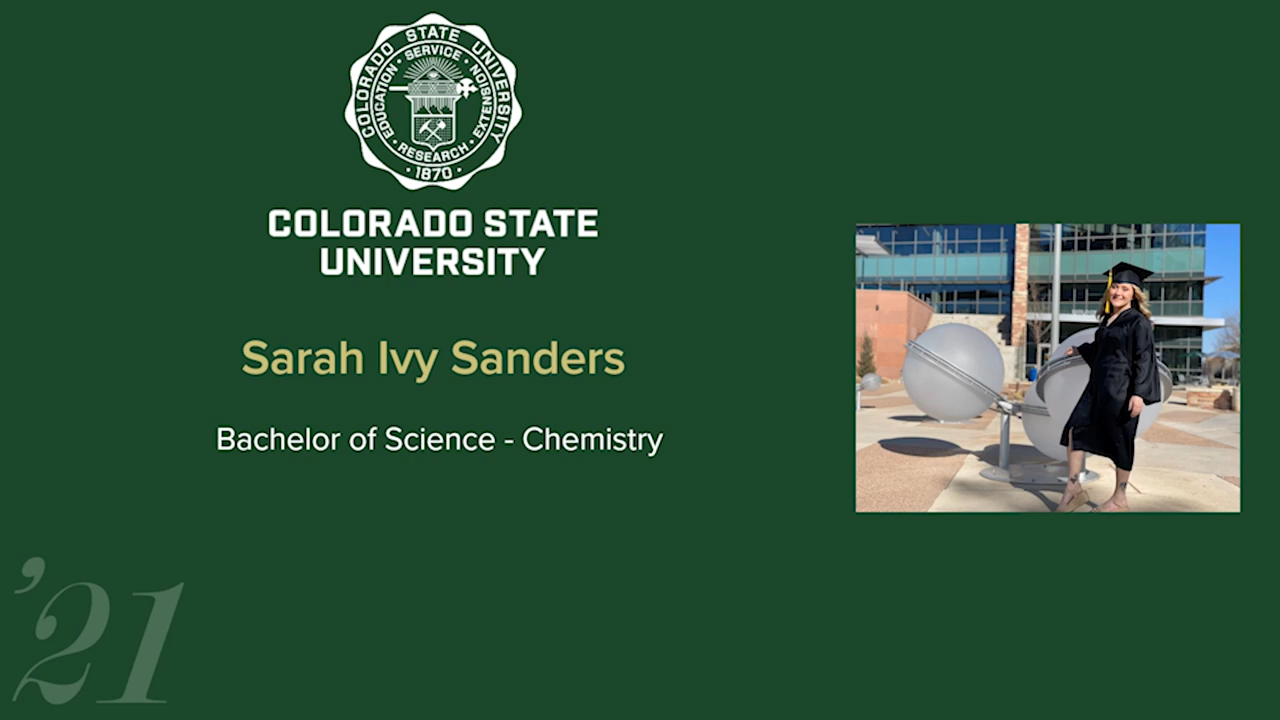 COLORADO STATE UNIVERSITY
EDUCATION • SERVICE • EXTENSION
• RESEARCH •
• 1870 •
COLORADO STATE
UNIVERSITY
Sarah Ivy Sanders
Bachelor of Science - Chemistry
’21